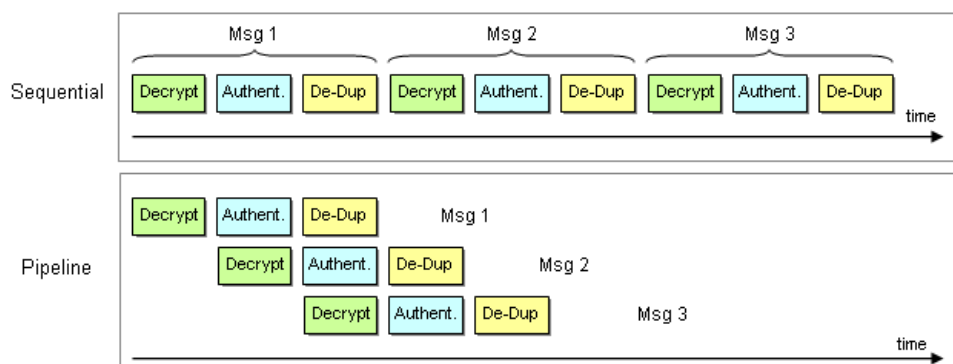 Msg 1 Msg 2 Msg 3
Sequential Decrypt Authent. De-Dup Decrypt Authent. De-Dup Decrypt Authent. De-Dup
time
Decrypt Authent. De-Dup Msg 1
Pipeline Decrypt Authent. De-Dup Msg 2
Decrypt Authent. De-Dup Msg 3
time